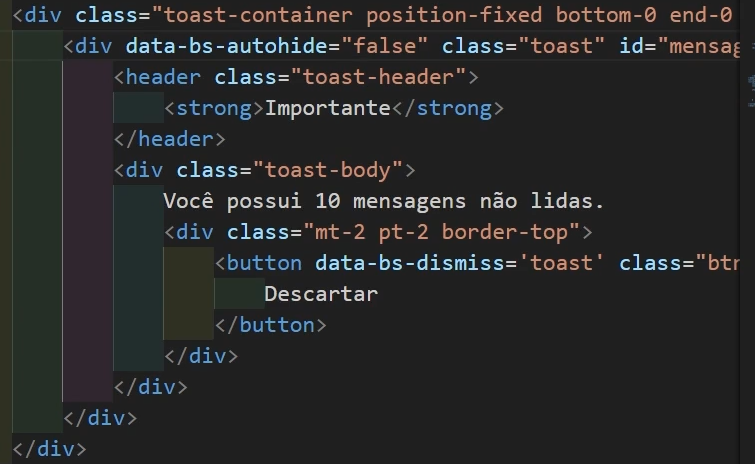 <div class="toast-container position-fixed bottom-0 end-0
<div data-bs-autohide="false" class="toast" id="mensag
<header class="toast-header">
<strong>Importante</strong>
</header>
<div class="toast-body">
Você possui 10 mensagens não lidas.
<div class="mt-2 pt-2 border-top">
<button data-bs-dismiss='toast' class="btn
Descartar
</button>
</div>
</div>
</div>
</div>